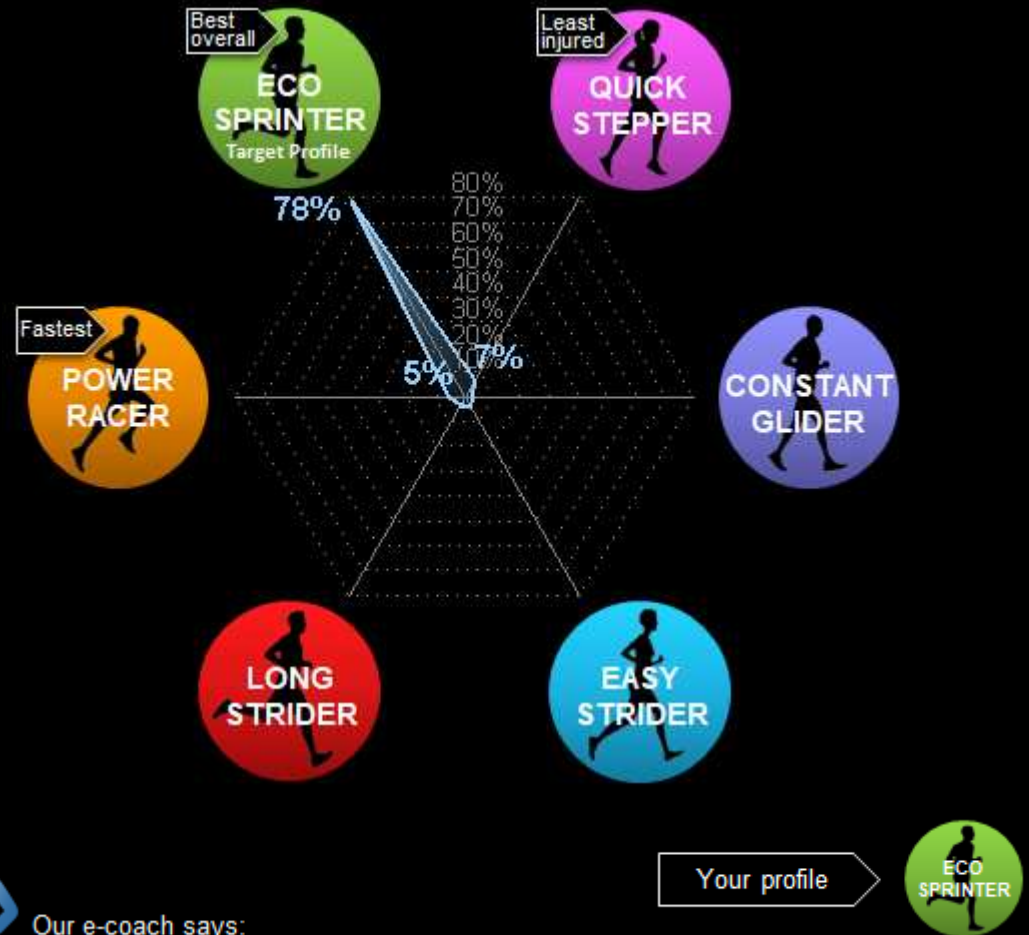 Best
overall
ECO
SPRINTER
Target Profile
Least
injured
QUICK
STEPPER
78%
80%
70%
60%
50%
40%
30%
20%
5%
7%
Fastest
POWER
RACER
CONSTANT
GLIDER
LONG
STRIDER
EASY
STRIDER
Your profile
ECO
SPRINTER
Our e-coach says: